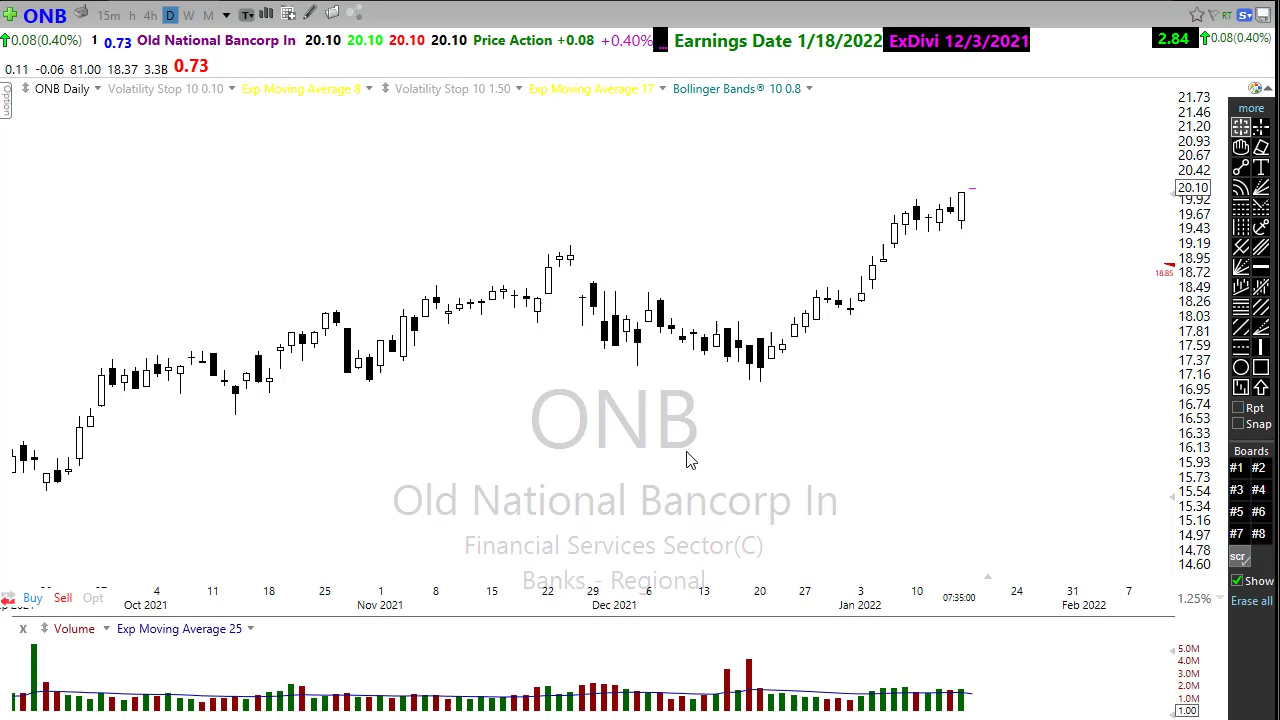 ONB 15m h 4h D W M T RT S
0.08(0.40%) 1 0.73 Old National Bancorp In 20.10 20.10 20.10 20.10 Price Action +0.08 +0.40% ... Earnings Date 1/18/2022 ExDivi 12/3/2021 2.84 0.08(0.40%)
0.11 -0.06 81.00 18.37 3.3B 0.73
Option
ONB Daily Volatility Stop 10 0.10 Exp Moving Average 8 Volatility Stop 10 1.50 Exp Moving Average 17 Bollinger Bands® 10 0.8
21.73
21.46
21.20
20.93
20.67
20.42
20.10
19.92
19.67
19.43
19.19
18.95
18.72
18.85
18.49
18.26
18.03
17.81
17.59
17.37
17.16
16.95
16.74
16.53
16.33
16.13
15.93
15.73
15.54
15.34
15.16
14.97
14.78
14.60
more
T
Rpt
Snap
Boards
#1 #2
#3 #4
#5 #6
#7 #8
scr
Show
Erase all
ONB
Old National Bancorp In
Financial Services Sector(C)
Banks - Regional
4 11 18 25 1 8 15 22 29 6 13 20 27 3 10 07:35:00 24 31 7
Oct 2021 Nov 2021 Dec 2021 Jan 2022 Feb 2022
Buy Sell Opt 1.25%
X Volume Exp Moving Average 25
5.0M
4.0M
3.0M
2.0M
1.0M
1.00